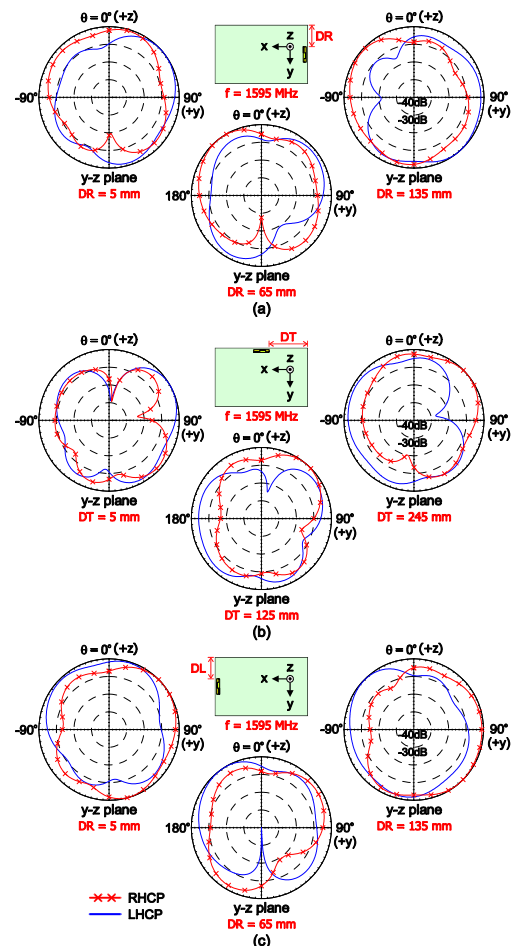 θ = 0° (+z)
-90°
90°
(+y)
y-z plane
DR = 5 mm
DR
z
x
y
f = 1595 MHz
θ = 0° (+z)
180°
90°
(+y)
y-z plane
DR = 65 mm
θ = 0° (+z)
-90°
-40dB
-30dB
90°
(+y)
y-z plane
DR = 135 mm
(a)
θ = 0° (+z)
-90°
90°
(+y)
y-z plane
DT = 5 mm
DT
z
x
y
f = 1595 MHz
θ = 0° (+z)
180°
90°
(+y)
y-z plane
DT = 125 mm
θ = 0° (+z)
-90°
-40dB
-30dB
90°
(+y)
y-z plane
DT = 245 mm
(b)
θ = 0° (+z)
-90°
90°
(+y)
y-z plane
DR = 5 mm
DL
z
x
y
f = 1595 MHz
θ = 0° (+z)
180°
90°
(+y)
y-z plane
DR = 65 mm
θ = 0° (+z)
-90°
-40dB
-30dB
90°
(+y)
y-z plane
DR = 135 mm
RHCP
LHCP
(c)